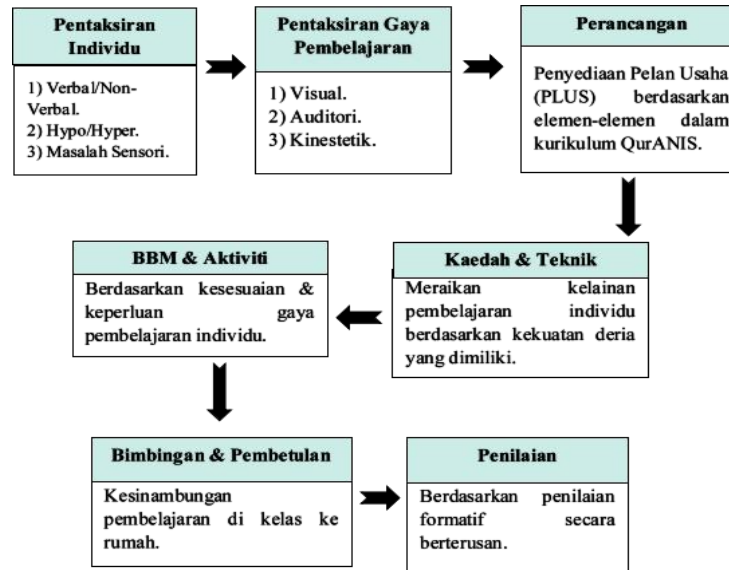 Pentaksiran
Individu
1) Verbal/Non-
Verbal.
2) Hypo/Hyper.
3) Masalah Sensori.
Pentaksiran Gaya
Pembelajaran
1) Visual.
2) Auditori.
3) Kinestetik.
Perancangan
Penyediaan Pelan Usaha
(PLUS) berdasarkan
elemen-elemen dalam
kurikulum QurANIS.
Kaedah & Teknik
Meraikan kelainan
pembelajaran individu
berdasarkan kekuatan deria
yang dimiliki.
BBM & Aktiviti
Berdasarkan kesesuaian &
keperluan gaya
pembelajaran individu.
Bimbingan & Pembetulan
Kesinambungan
pembelajaran di kelas ke
rumah.
Penilaian
Berdasarkan penilaian
formatif secara
berterusan.